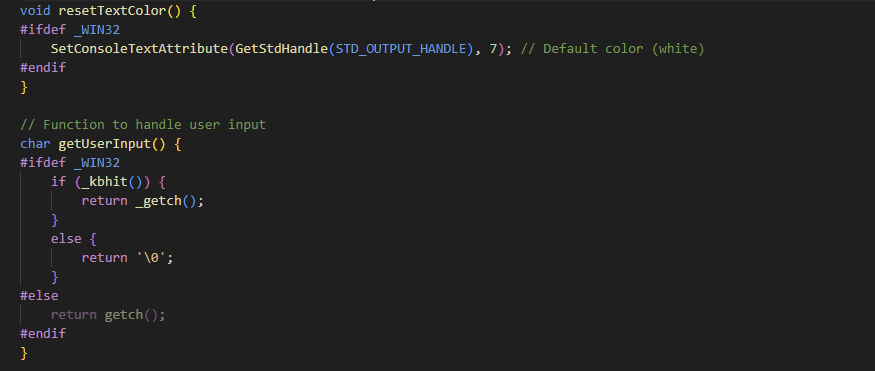 void resetTextColor() {
#ifdef _WIN32
    SetConsoleTextAttribute(GetStdHandle(STD_OUTPUT_HANDLE), 7); // Default color (white)
#endif
}

// Function to handle user input
char getUserInput() {
#ifdef _WIN32
    if (_kbhit()) {
        return _getch();
    }
    else {
        return '\0';
    }
#else
    return getch();
#endif
}